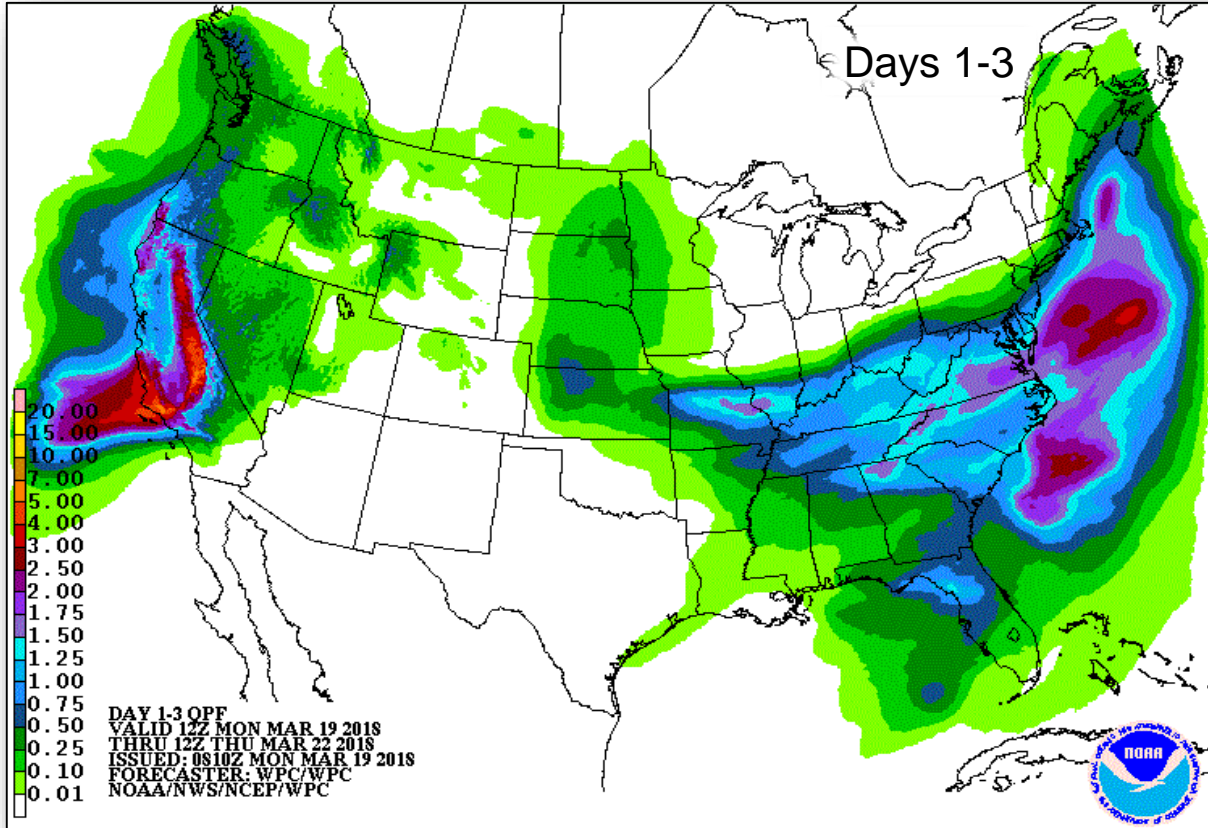 Days 1-3
20.00
15.00
10.00
7.00
5.00
4.00
3.00
2.50
2.00
1.75
1.50
1.25
1.00
0.75
0.50
0.25
0.10
0.01
DAY 1-3 QPF
VALID 12Z MON MAR 19 2018
THRU 12Z THU MAR 22 2018
ISSUED: 0810Z MON MAR 19 2018
FORECASTER: WPC/WPC
NOAA/NWS/NCEP/WPC
NOAA